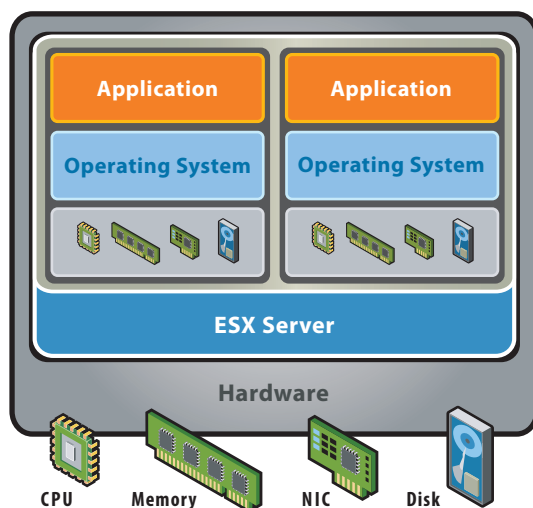 Application
Application
Operating System
Operating System
ESX Server
Hardware
CPU
Memory
NIC
Disk